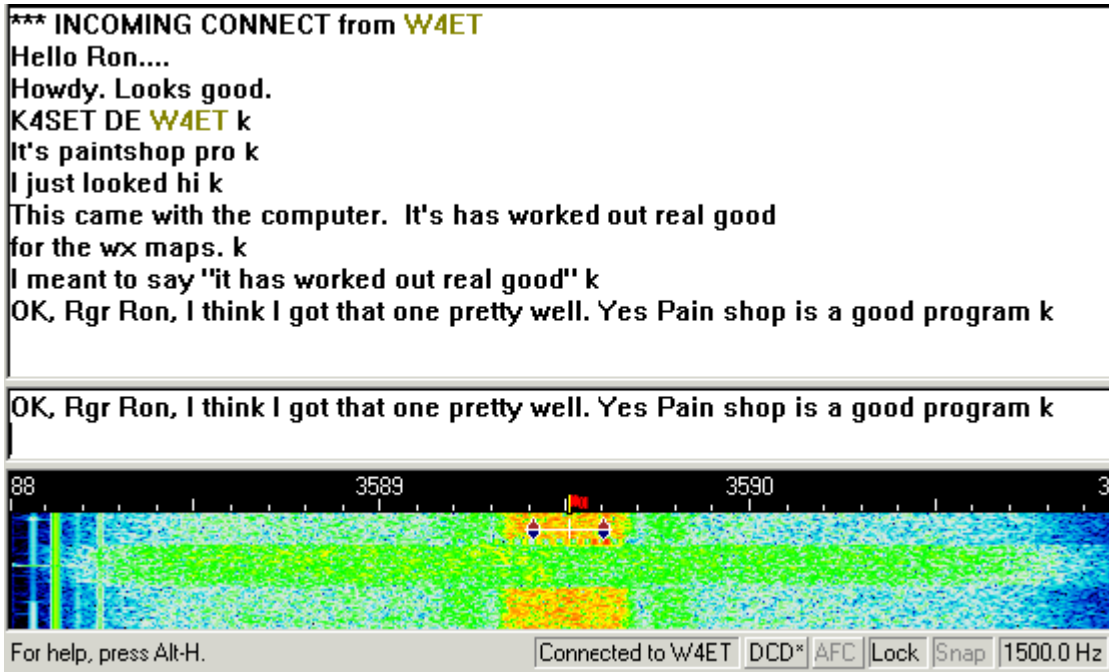 *** INCOMING CONNECT from W4ET
Hello Ron....
Howdy. Looks good.
K4SET DE W4ET k
It's paintshop pro k
I just looked hi k
This came with the computer.  It's has worked out real good
for the wx maps. k
I meant to say "it has worked out real good" k
OK, Rgr Ron, I think I got that one pretty well. Yes Pain shop is a good program k
OK, Rgr Ron, I think I got that one pretty well. Yes Pain shop is a good program k
88 3589 3590 3
For help, press Alt-H. Connected to W4ET DCD* AFC Lock Snap 1500.0 Hz